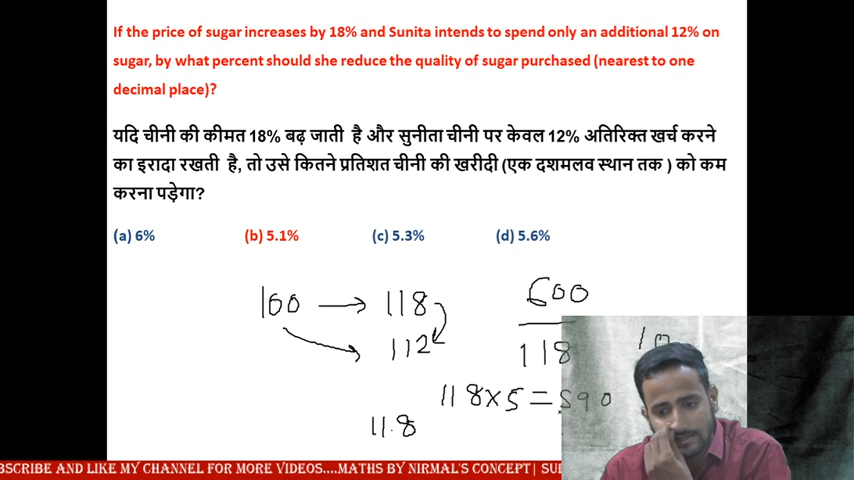 If the price of sugar increases by 18% and Sunita intends to spend only an additional 12% on
sugar, by what percent should she reduce the quality of sugar purchased (nearest to one
decimal place)?
यदि चीनी की कीमत 18% बढ़ जाती है और सुनीता चीनी पर केवल 12% अतिरिक्त खर्च करने
का इरादा रखती है, तो उसे कितने प्रतिशत चीनी की खरीदी (एक दशमलव स्थान तक ) को कम
करना पड़ेगा?
(a) 6% (b) 5.1% (c) 5.3% (d) 5.6%
100 → 118 600
112 118 10
118×5=590
11.8
BSCRIBE AND LIKE MY CHANNEL FOR MORE VIDEOS....MATHS BY NIRMAL'S CONCEPT| SU